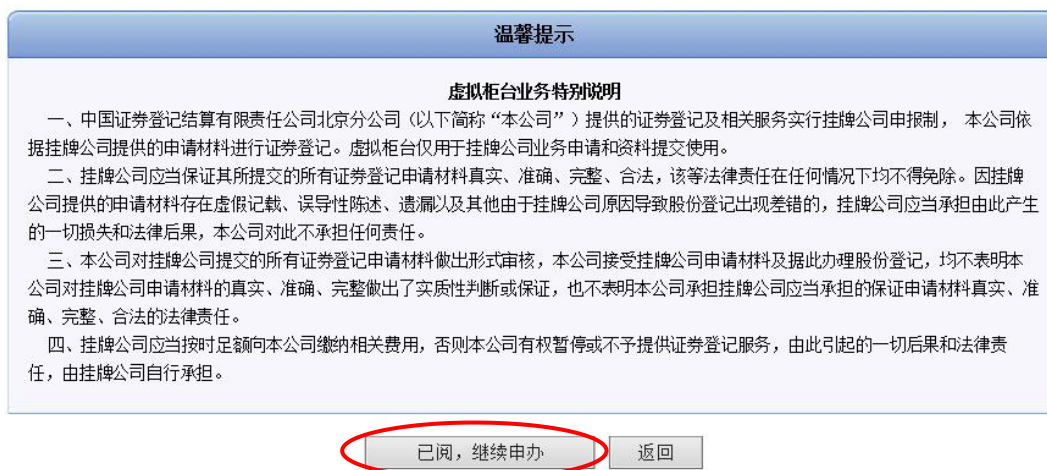 温馨提示
虚拟柜台业务特别说明
一、中国证券登记结算有限责任公司北京分公司（以下简称“本公司”）提供的证券登记及相关服务实行挂牌公司申报制， 本公司依
据挂牌公司提供的申请材料进行证券登记。虚拟柜台仅用于挂牌公司业务申请和资料提交使用。
二、挂牌公司应当保证其所提交的所有证券登记申请材料真实、准确、完整、合法，该等法律责任在任何情况下均不得免除。因挂牌
公司提供的申请材料存在虚假记载、误导性陈述、遗漏以及其他由于挂牌公司原因导致股份登记出现差错的，挂牌公司应当承担由此产生
的一切损失和法律后果，本公司对此不承担任何责任。
三、本公司对挂牌公司提交的所有证券登记申请材料做出形式审核，本公司接受挂牌公司申请材料及据此办理股份登记，均不表明本
公司对挂牌公司申请材料的真实、准确、完整做出了实质性判断或保证，也不表明本公司承担挂牌公司应当承担的保证申请材料真实、准
确、完整、合法的法律责任。
四、挂牌公司应当按时足额向本公司缴纳相关费用，否则本公司有权暂停或不予提供证券登记服务，由此引起的一切后果和法律责
任，由挂牌公司自行承担。
已阅，继续申办 返回